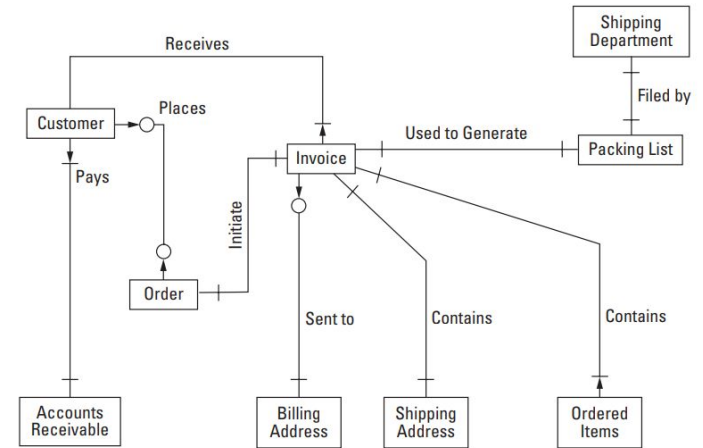 Shipping
Department
Receives
Filed by
Places
Customer
Used to Generate
Invoice
Packing List
Pays
Initiate
Order
Sent to
Contains
Contains
Accounts
Receivable
Billing
Address
Shipping
Address
Ordered
Items